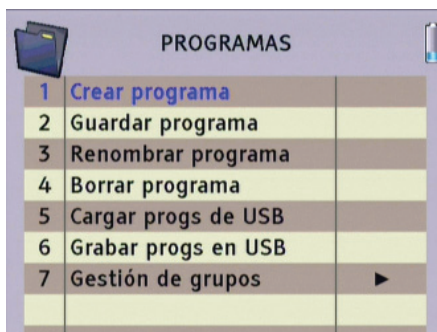 PROGRAMAS
1 Crear programa
2 Guardar programa
3 Renombrar programa
4 Borrar programa
5 Cargar progs de USB
6 Grabar progs en USB
7 Gestión de grupos ►